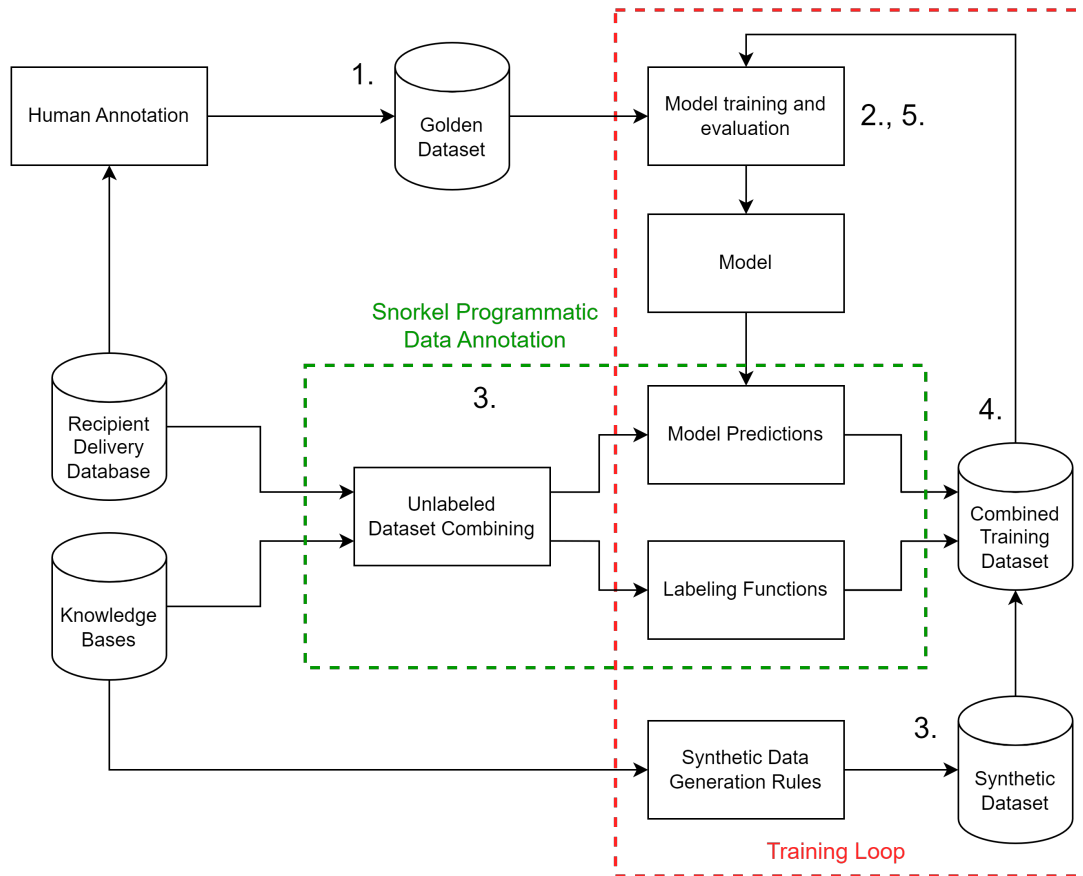 1.
Human Annotation
Golden
Dataset
Model training and
evaluation
2., 5.
Model
Snorkel Programmatic
Data Annotation
3.
Recipient
Delivery
Database
Model Predictions
4.
Unlabeled
Dataset Combining
Combined
Training
Dataset
Knowledge
Bases
Labeling Functions
3.
Synthetic Data
Generation Rules
Synthetic
Dataset
Training Loop